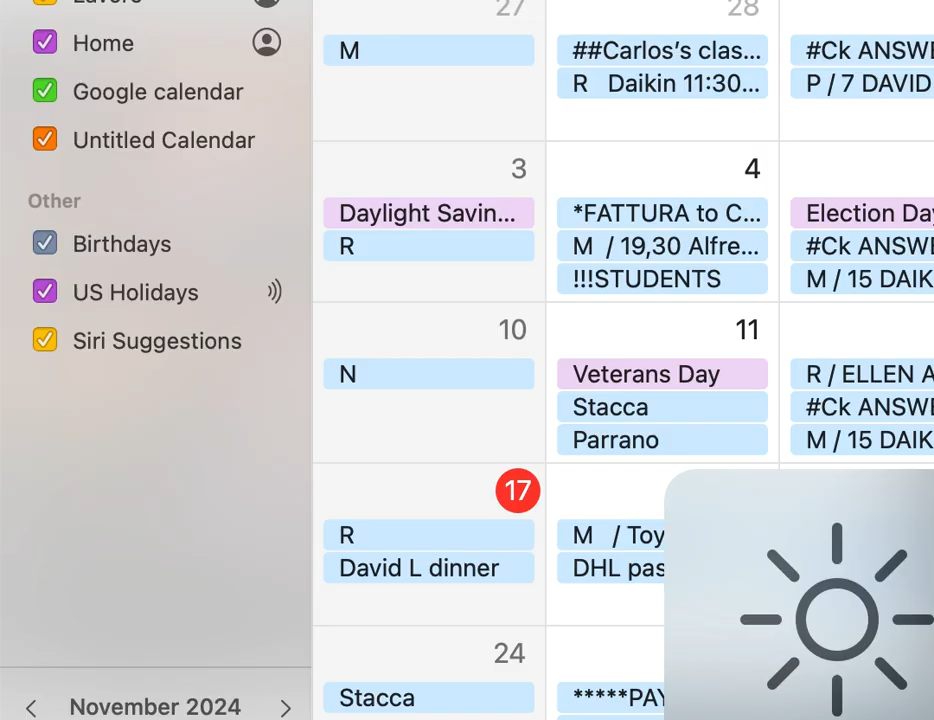 Home
Google calendar
Untitled Calendar
Other
Birthdays
US Holidays
Siri Suggestions
November 2024
27
M
28
##Carlos's clas...
R Daikin 11:30...
#Ck ANSWE
P / 7 DAVID
3
Daylight Savin...
R
4
*FATTURA to C...
M / 19,30 Alfre...
!!!STUDENTS
Election Day
#Ck ANSWE
M / 15 DAIK
10
N
11
Veterans Day
Stacca
Parrano
R / ELLEN A
#Ck ANSWE
M / 15 DAIK
17
R
David L dinner
M / Toy
DHL pas
24
Stacca
*****PAY